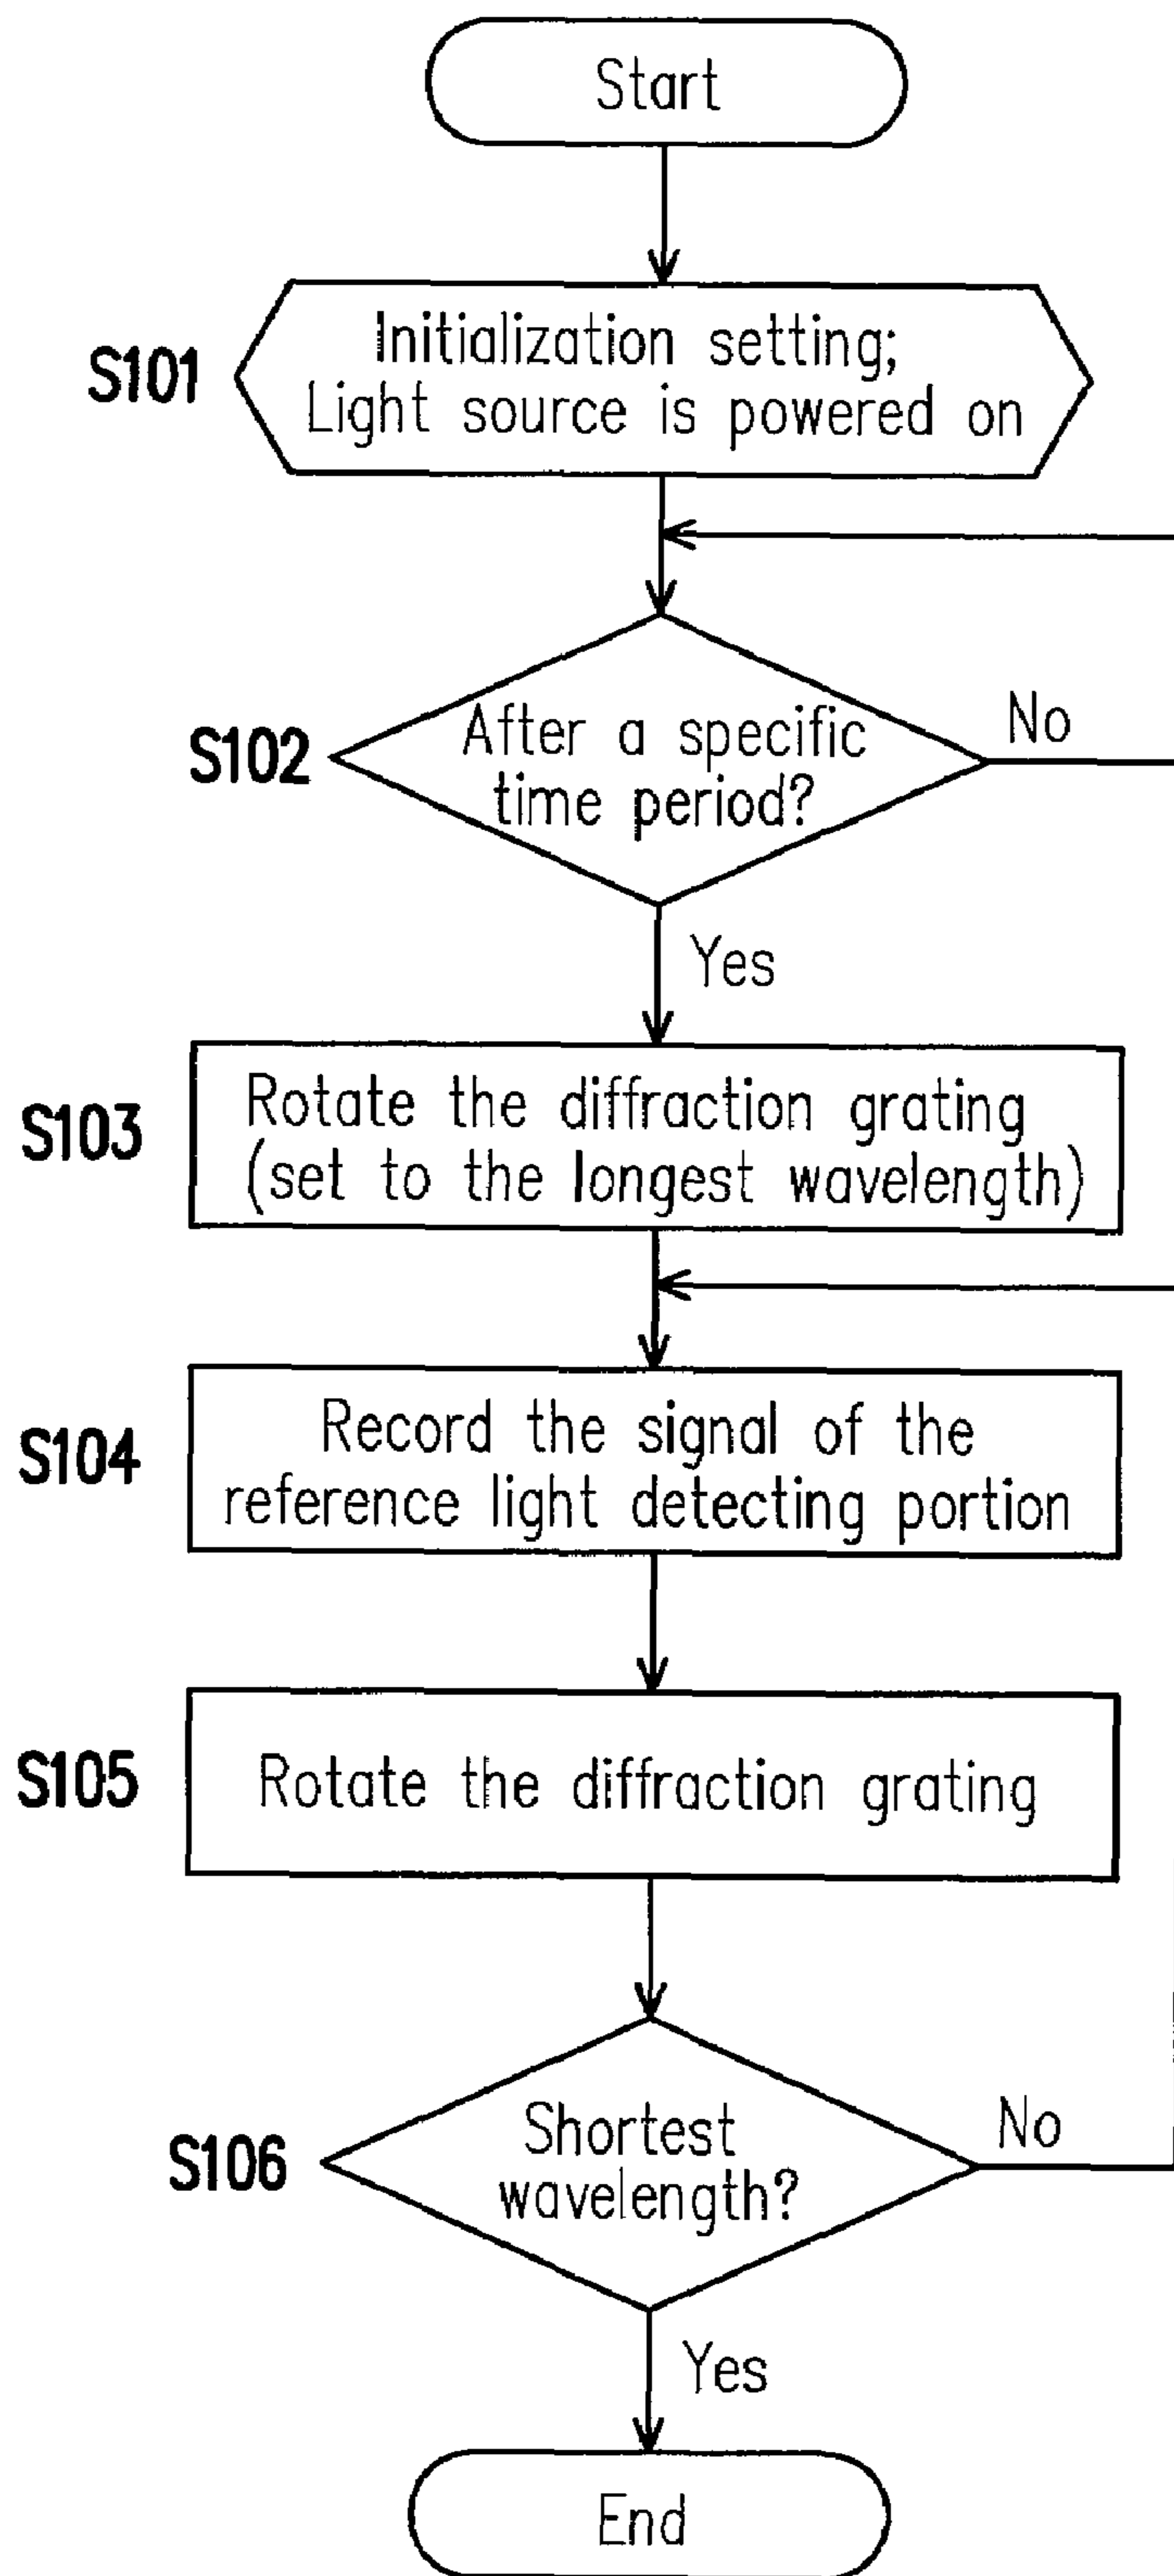 Start
S101
Initialization setting;
Light source is powered on
S102
After a specific
time period?
No
Yes
S103
Rotate the diffraction grating
(set to the longest wavelength)
S104
Record the signal of the
reference light detecting portion
S105
Rotate the diffraction grating
S106
Shortest
wavelength?
No
Yes
End